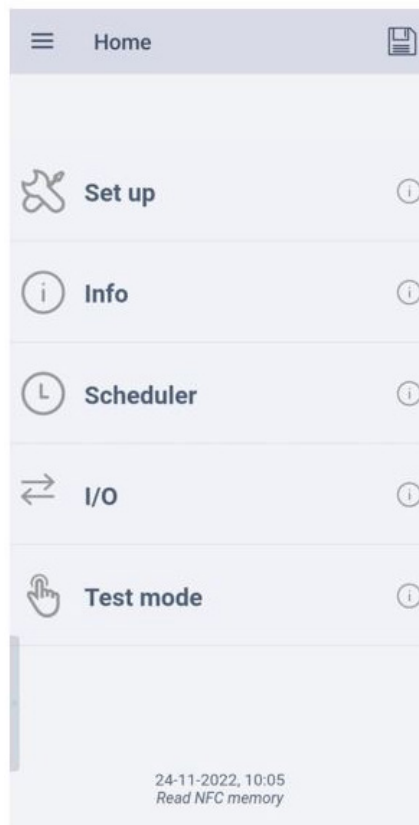 Home
Set up
Info
Scheduler
I/O
Test mode
24-11-2022, 10:05
Read NFC memory